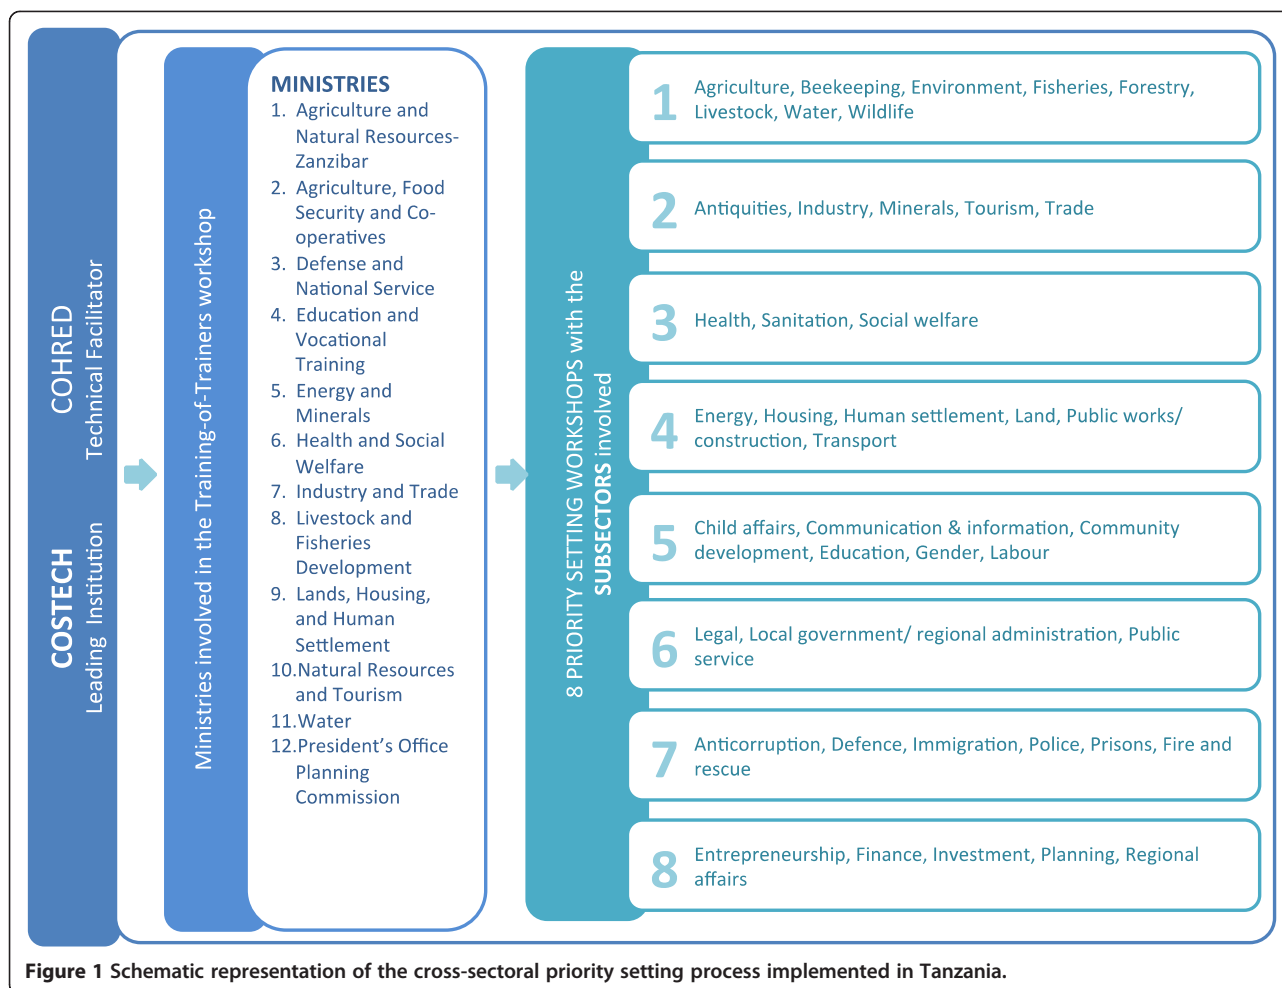 COHRED
Technical Facilitator
COSTECH
Leading Institution
Ministries involved in the Training-of-Trainers workshop
MINISTRIES
1. Agriculture and
Natural Resources-
Zanzibar
2. Agriculture, Food
Security and Co-
operatives
3. Defense and
National Service
4. Education and
Vocational
Training
5. Energy and
Minerals
6. Health and Social
Welfare
7. Industry and Trade
8. Livestock and
Fisheries
Development
9. Lands, Housing,
and Human
Settlement
10.Natural Resources
and Tourism
11.Water
12.President's Office
Planning
Commission
8 PRIORITY SETTING WORKSHOPS with the
SUBSECTORS involved
1
Agriculture, Beekeeping, Environment, Fisheries, Forestry,
Livestock, Water, Wildlife
2
Antiquities, Industry, Minerals, Tourism, Trade
3
Health, Sanitation, Social welfare
4
Energy, Housing, Human settlement, Land, Public works/
construction, Transport
5
Child affairs, Communication & information, Community
development, Education, Gender, Labour
6
Legal, Local government/ regional administration, Public
service
7
Anticorruption, Defence, Immigration, Police, Prisons, Fire and
rescue
8
Entrepreneurship, Finance, Investment, Planning, Regional
affairs
Figure 1 Schematic representation of the cross-sectoral priority setting process implemented in Tanzania.